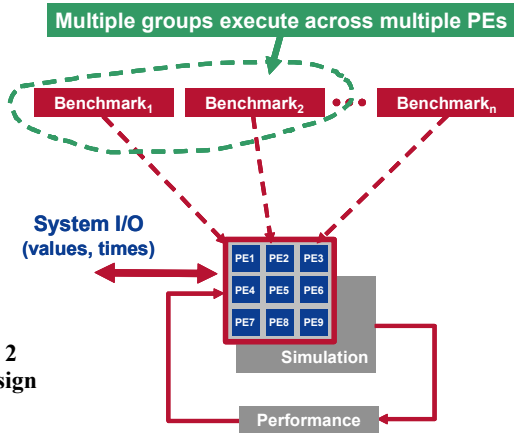 Multiple groups execute across multiple PEs
Benchmark1 Benchmark2 ••• Benchmarkn
System I/O
(values, times)
PE1 PE2 PE3
PE4 PE5 PE6
PE7 PE8 PE9
Simulation
2
sign
Performance